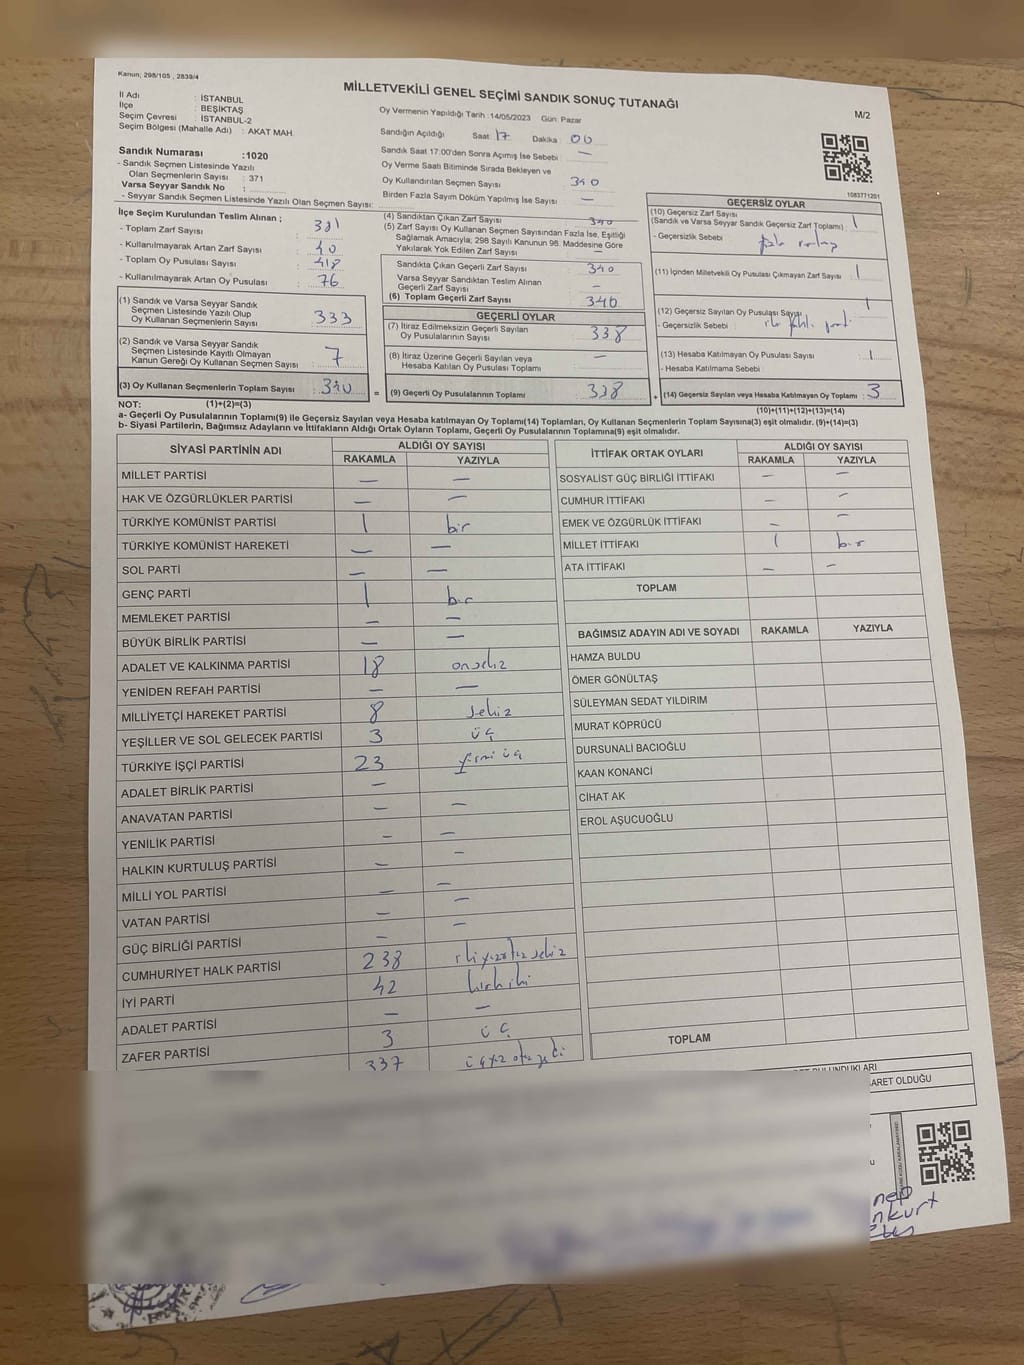 Kanun; 298/105 , 2839/4
MİLLETVEKİLİ GENEL SEÇİMİ SANDIK SONUÇ TUTANAĞI
M/2
İl Adı : İSTANBUL
İlçe : BEŞİKTAŞ
Seçim Çevresi : İSTANBUL-2
Seçim Bölgesi (Mahalle Adı) : AKAT MAH.
Oy Vermenin Yapıldığı Tarih :14/05/2023 Gün: Pazar
Sandığın Açıldığı Saat 17 Dakika : 00
Sandık Saat 17:00'den Sonra Açımış İse Sebebi : —
Oy Verme Saati Bitiminde Sırada Bekleyen ve
Oy Kullandırılan Seçmen Sayısı : 340
Birden Fazla Sayım Döküm Yapılmış İse Sayısı : —
Sandık Numarası :1020
- Sandık Seçmen Listesinde Yazılı
Olan Seçmenlerin Sayısı : 371
Varsa Seyyar Sandık No :
- Seyyar Sandık Seçmen Listesinde Yazılı Olan Seçmen Sayısı:
1083771201
İlçe Seçim Kurulundan Teslim Alınan ;
- Toplam Zarf Sayısı : 381
- Kullanılmayarak Artan Zarf Sayısı : 40
- Toplam Oy Pusulası Sayısı : 418
- Kullanılmayarak Artan Oy Pusulası : 76
(1) Sandık ve Varsa Seyyar Sandık
Seçmen Listesinde Yazılı Olup
Oy Kullanan Seçmenlerin Sayısı : 333
(2) Sandık ve Varsa Seyyar Sandık
Seçmen Listesinde Kayıtlı Olmayan
Kanun Gereği Oy Kullanan Seçmen Sayısı : 7
(3) Oy Kullanan Seçmenlerin Toplam Sayısı : 340
(4) Sandıktan Çıkan Zarf Sayısı : 340
(5) Zarf Sayısı Oy Kullanan Seçmen Sayısından Fazla İse, Eşitliği
Sağlamak Amacıyla; 298 Sayılı Kanunun 98. Maddesine Göre
Yakılarak Yok Edilen Zarf Sayısı :
Sandıkta Çıkan Geçerli Zarf Sayısı : 340
Varsa Seyyar Sandıktan Teslim Alınan
Geçerli Zarf Sayısı : —
(6) Toplam Geçerli Zarf Sayısı : 340
GEÇERLİ OYLAR
(7) İtiraz Edilmeksizin Geçerli Sayılan
Oy Pusulalarının Sayısı : 338
(8) İtiraz Üzerine Geçerli Sayılan veya
Hesaba Katılan Oy Pusulası Toplamı : —
= (9) Geçerli Oy Pusulalarının Toplamı : 338
GEÇERSİZ OYLAR
(10) Geçersiz Zarf Sayısı
(Sandık ve Varsa Seyyar Sandık Geçersiz Zarf Toplamı) : 1
- Geçersizlik Sebebi :
(11) İçinden Milletvekili Oy Pusulası Çıkmayan Zarf Sayısı : 1
(12) Geçersiz Sayılan Oy Pusulası Sayısı : 1
- Geçersizlik Sebebi :
(13) Hesaba Katılmayan Oy Pusulası Sayısı : 1
- Hesaba Katılmama Sebebi :
+ (14) Geçersiz Sayılan veya Hesaba Katılmayan Oy Toplamı : 3
NOT: (1)+(2)=(3)
(10)+(11)+(12)+(13)=(14)
a- Geçerli Oy Pusulalarının Toplamı(9) ile Geçersiz Sayılan veya Hesaba katılmayan Oy Toplamı(14) Toplamları, Oy Kullanan Seçmenlerin Toplam Sayısına(3) eşit olmalıdır. (9)+(14)=(3)
b- Siyasi Partilerin, Bağımsız Adayların ve İttifakların Aldığı Ortak Oyların Toplamı, Geçerli Oy Pusulalarının Toplamına(9) eşit olmalıdır.
SİYASİ PARTİNİN ADI
ALDIĞI OY SAYISI
RAKAMLA YAZIYLA
MİLLET PARTİSİ — —
HAK VE ÖZGÜRLÜKLER PARTİSİ — —
TÜRKİYE KOMÜNİST PARTİSİ 1 bir
TÜRKİYE KOMÜNİST HAREKETİ — —
SOL PARTİ — —
GENÇ PARTİ 1 bir
MEMLEKET PARTİSİ — —
BÜYÜK BİRLİK PARTİSİ — —
ADALET VE KALKINMA PARTİSİ 18 onsekiz
YENİDEN REFAH PARTİSİ — —
MİLLİYETÇİ HAREKET PARTİSİ 8 sekiz
YEŞİLLER VE SOL GELECEK PARTİSİ 3 üç
TÜRKİYE İŞÇİ PARTİSİ 23 yirmi üç
ADALET BİRLİK PARTİSİ —
ANAVATAN PARTİSİ — —
YENİLİK PARTİSİ — —
HALKIN KURTULUŞ PARTİSİ — —
MİLLİ YOL PARTİSİ — —
VATAN PARTİSİ — —
GÜÇ BİRLİĞİ PARTİSİ — —
CUMHURİYET HALK PARTİSİ 238 ikiyüzotuzsekiz
İYİ PARTİ 42 kırkiki
ADALET PARTİSİ — —
ZAFER PARTİSİ 3 üç
337 üçyüz otuzyedi
İTTİFAK ORTAK OYLARI
ALDIĞI OY SAYISI
RAKAMLA YAZIYLA
SOSYALİST GÜÇ BİRLİĞİ İTTİFAKI — —
CUMHUR İTTİFAKI — —
EMEK VE ÖZGÜRLÜK İTTİFAKI — —
MİLLET İTTİFAKI 1 bir
ATA İTTİFAKI — —
TOPLAM
BAĞIMSIZ ADAYIN ADI VE SOYADI RAKAMLA YAZIYLA
HAMZA BULDU
ÖMER GÖNÜLTAŞ
SÜLEYMAN SEDAT YILDIRIM
MURAT KÖPRÜCÜ
DURSUNALİ BACIOĞLU
KAAN KONANCİ
CİHAT AK
EROL AŞUCUOĞLU
TOPLAM
ARET OLDUĞU
nep
nkurt